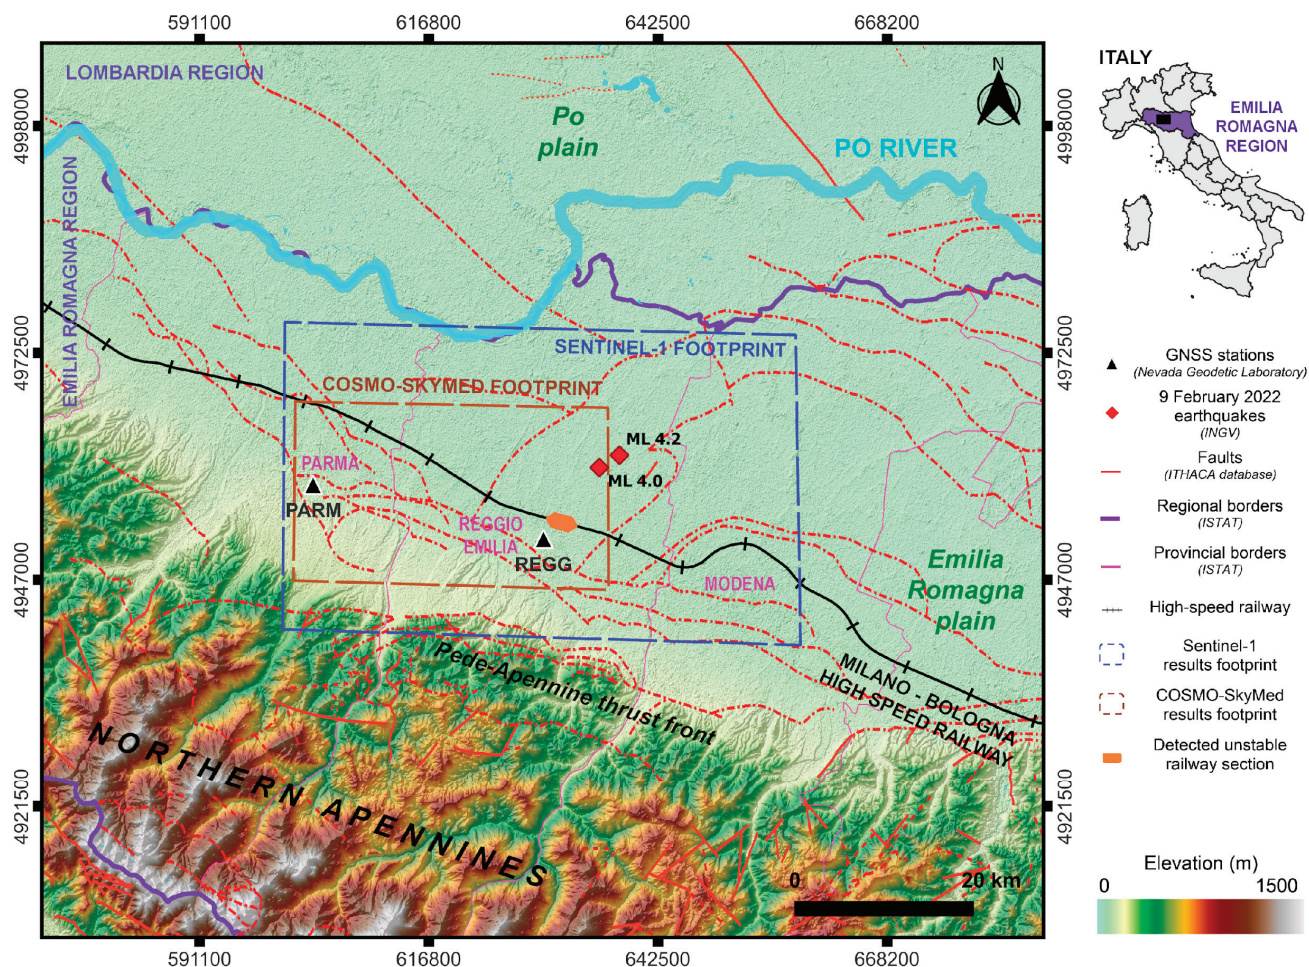 591100
616800
642500
668200
4998000
4972500
4947000
4921500
LOMBARDIA REGION
N
Po
plain
PO RIVER
EMILIA ROMAGNA REGION
SENTINEL-1 FOOTPRINT
COSMO-SKYMED FOOTPRINT
ML 4.2
ML 4.0
PARMA
PARM
REGGIO
EMILIA
REGG
MODENA
Emilia
Romagna
plain
Pede-Apennine thrust front
MILANO - BOLOGNA
HIGH SPEED RAILWAY
NORTHERN APENNINES
0
20 km
4998000
4972500
4947000
4921500
591100
616800
642500
668200
ITALY
EMILIA
ROMAGNA
REGION
GNSS stations
(Nevada Geodetic Laboratory)
9 February 2022
earthquakes
(INGV)
Faults
(ITHACA database)
Regional borders
(ISTAT)
Provincial borders
(ISTAT)
High-speed railway
Sentinel-1
results footprint
COSMO-SkyMed
results footprint
Detected unstable
railway section
Elevation (m)
0
1500